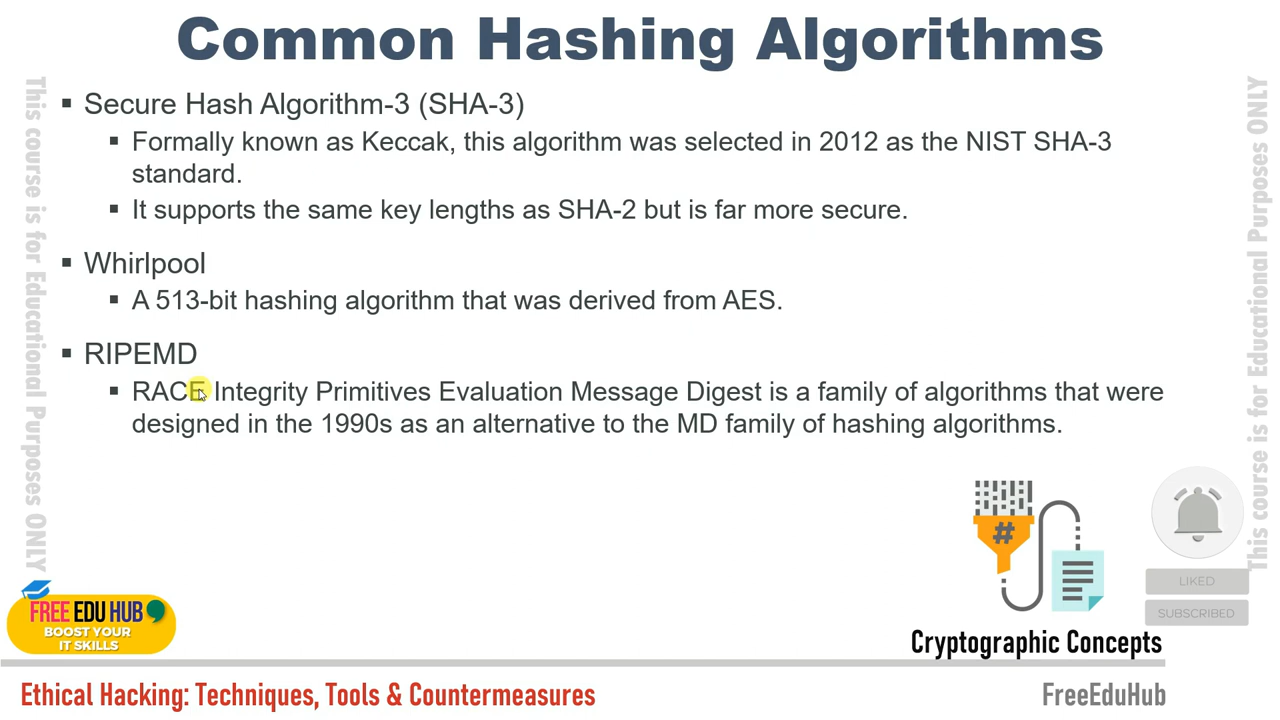 Common Hashing Algorithms
▪ Secure Hash Algorithm-3 (SHA-3)
▪ Formally known as Keccak, this algorithm was selected in 2012 as the NIST SHA-3
standard.
▪ It supports the same key lengths as SHA-2 but is far more secure.
▪ Whirlpool
▪ A 513-bit hashing algorithm that was derived from AES.
▪ RIPEMD
▪ RACE Integrity Primitives Evaluation Message Digest is a family of algorithms that were
designed in the 1990s as an alternative to the MD family of hashing algorithms.
This course is for Educational Purposes ONLY
This course is for Educational Purposes ONLY
#
LIKED
SUBSCRIBED
FREE EDU HUB
BOOST YOUR
IT SKILLS
Cryptographic Concepts
Ethical Hacking: Techniques, Tools & Countermeasures
FreeEduHub